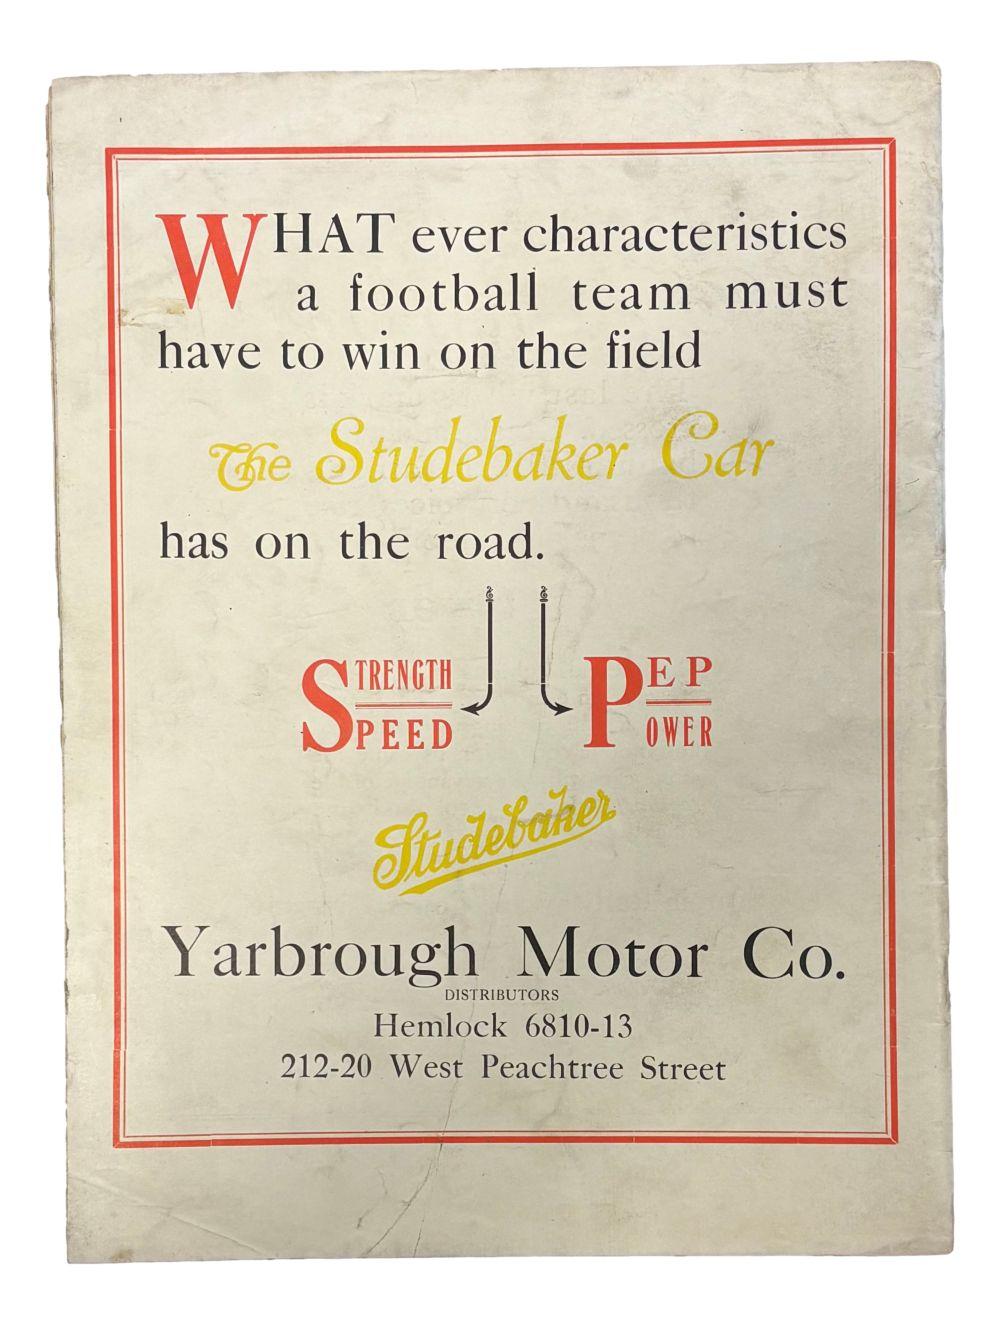 WHAT ever characteristics
a football team must
have to win on the field
The Studebaker Car
has on the road.
STRENGTH
SPEED
PEP
POWER
Studebaker
Yarbrough Motor Co.
DISTRIBUTORS
Hemlock 6810-13
212-20 West Peachtree Street